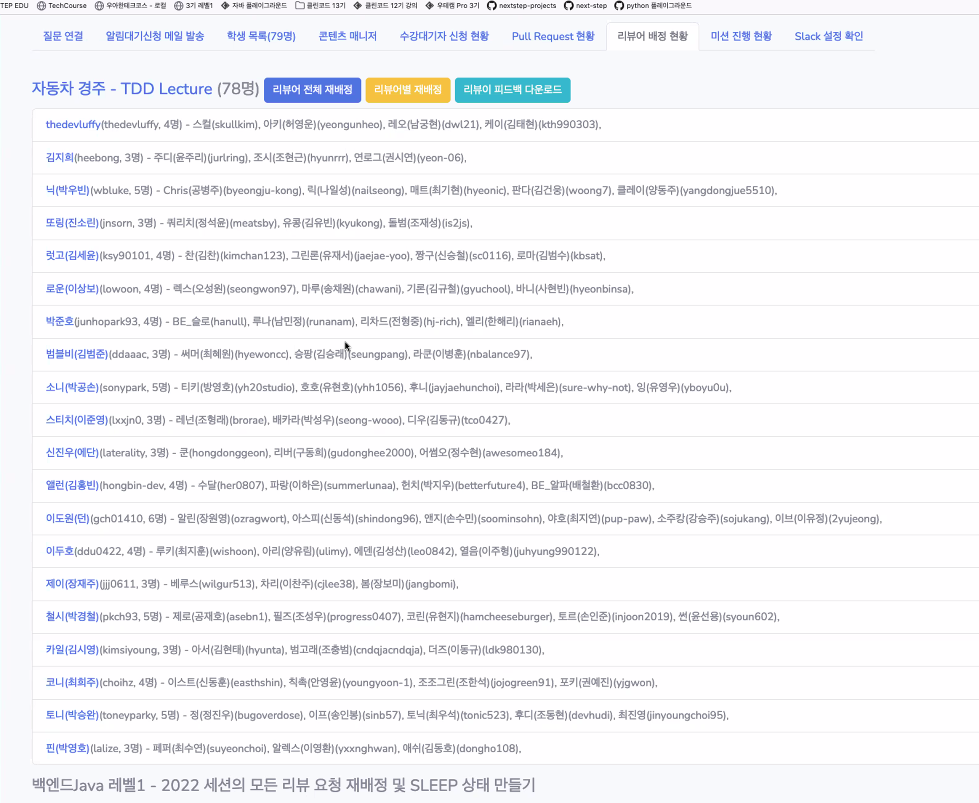 TEP EDU TechCourse 우아한테크코스 - 로컬 3기 레벨1 자바 플레이그라운드 클린코드 13기 클린코드 12기 강의 우테캠 Pro 3기 nextstep-projects next-step python 플레이그라운드
질문 연결 알림대기신청 메일 발송 학생 목록(79명) 콘텐츠 매니저 수강대기자 신청 현황 Pull Request 현황 리뷰어 배정 현황 미션 진행 현황 Slack 설정 확인
자동차 경주 - TDD Lecture (78명) 리뷰어 전체 재배정 리뷰어별 재배정 리뷰이 피드백 다운로드
thedevluffy(thedevluffy, 4명) - 스컬(skullkim), 아키(허영운)(yeongunheo), 레오(남궁현)(dwl21), 케이(김태현)(kth990303),
김지희(heebong, 3명) - 주디(윤주리)(jurlring), 조시(조현근)(hyunrrr), 연로그(권시연)(yeon-06),
닉(박우빈)(wbluke, 5명) - Chris(공병주)(byeongju-kong), 릭(나일성)(nailseong), 매트(최기현)(hyeonic), 판다(김건웅)(woong7), 클레이(양동주)(yangdongjue5510),
또링(진소린)(jnsorn, 3명) - 쿼리치(정석윤)(meatsby), 유콩(김유빈)(kyukong), 돌범(조재성)(is2js),
럿고(김세윤)(ksy90101, 4명) - 찬(김찬)(kimchan123), 그린론(유재서)(jaejae-yoo), 짱구(신승철)(sc0116), 로마(김범수)(kbsat),
로운(이상보)(lowoon, 4명) - 렉스(오성원)(seongwon97), 마루(송채원)(chawani), 기론(김규철)(gyuchool), 바니(사현빈)(hyeonbinsa),
박준호(junhopark93, 4명) - BE_슬로(hanull), 루나(남민정)(runanam), 리차드(전형중)(hj-rich), 엘리(한해리)(rianaeh),
범블비(김범준)(ddaaac, 3명) - 써머(최혜원)(hyewoncc), 승팡(김승래)(seungpang), 라쿤(이병훈)(nbalance97),
소니(박공손)(sonypark, 5명) - 티키(방영호)(yh20studio), 호호(유현호)(yhh1056), 후니(jayjaehunchoi), 라라(박세은)(sure-why-not), 잉(유영우)(yboyu0u),
스티치(이준영)(lxxjn0, 3명) - 레넌(조형래)(brorae), 배카라(박성우)(seong-wooo), 디우(김동규)(tco0427),
신진우(에단)(laterality, 3명) - 쿤(hongdonggeon), 리버(구동희)(gudonghee2000), 어썸오(정수현)(awesomeo184),
앨런(김홍빈)(hongbin-dev, 4명) - 수달(her0807), 파랑(이하은)(summerlunaa), 헌치(박지우)(betterfuture4), BE_알파(배철환)(bcc0830),
이도원(던)(gch01410, 6명) - 알린(장원영)(ozragwort), 아스피(신동석)(shindong96), 앤지(손수민)(soominsohn), 야호(최지연)(pup-paw), 소주캉(강승주)(sojukang), 이브(이유정)(2yujeong),
이두호(ddu0422, 4명) - 루키(최지훈)(wishoon), 아리(양유림)(ulimy), 에덴(김성산)(leo0842), 열음(이주형)(juhyung990122),
제이(장재주)(jjj0611, 3명) - 베루스(wilgur513), 차리(이찬주)(cjlee38), 봄(장보미)(jangbomi),
철시(박경철)(pkch93, 5명) - 제로(공재호)(asebn1), 필즈(조성우)(progress0407), 코린(유현지)(hamcheeseburger), 토르(손인준)(injoon2019), 썬(윤선용)(syoun602),
카일(김시영)(kimsiyoung, 3명) - 아서(김현태)(hyunta), 범고래(조충범)(cndqjacndqja), 더즈(이동규)(ldk980130),
코니(최희주)(choihz, 4명) - 이스트(신동훈)(easthshin), 칙촉(안영윤)(youngyoon-1), 조조그린(조한석)(jojogreen91), 포키(권예진)(yjgwon),
토니(박승완)(toneyparky, 5명) - 정(정진우)(bugoverdose), 이프(송인봉)(sinb57), 토닉(최우석)(tonic523), 후디(조동현)(devhudi), 최진영(jinyoungchoi95),
핀(박영호)(lalize, 3명) - 페퍼(최수연)(suyeonchoi), 알렉스(이영환)(yxxnghwan), 애쉬(김동호)(dongho108),
백엔드Java 레벨1 - 2022 세션의 모든 리뷰 요청 재배정 및 SLEEP 상태 만들기